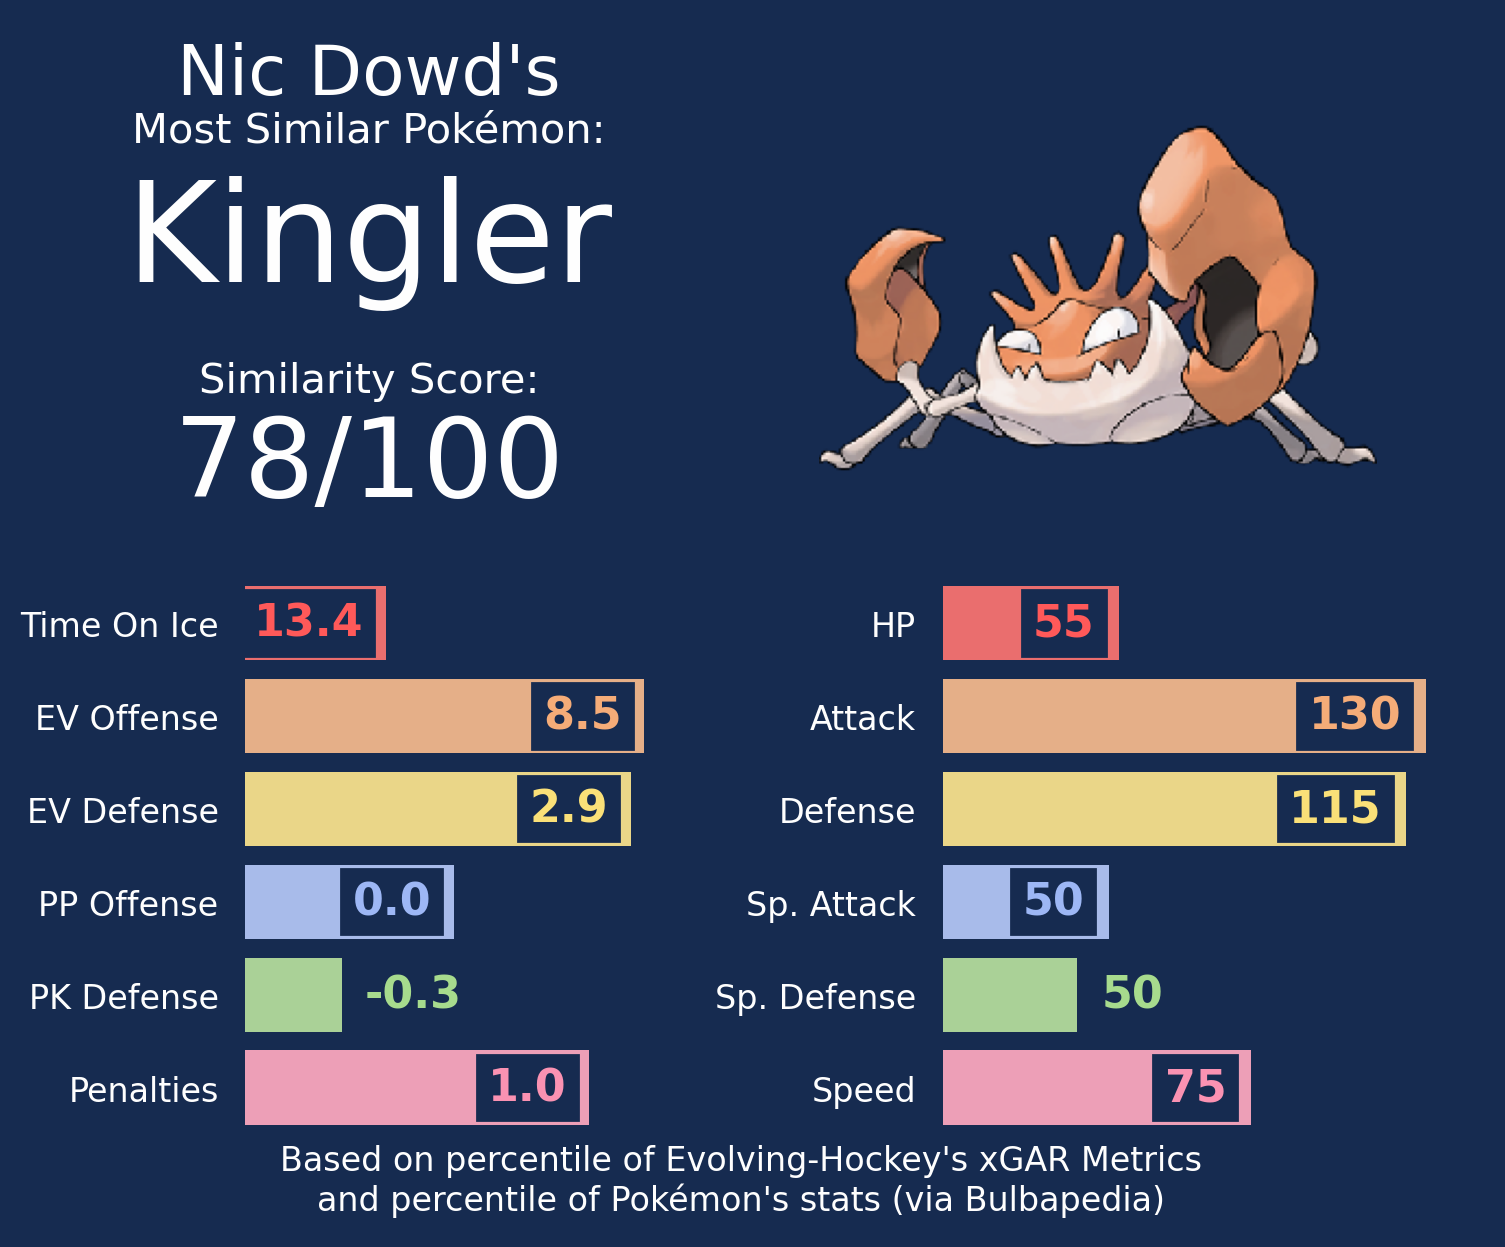 Nic Dowd's
Most Similar Pokémon:
Kingler
Similarity Score:
78/100
Time On Ice 13.4
EV Offense 8.5
EV Defense 2.9
PP Offense 0.0
PK Defense -0.3
Penalties 1.0
HP 55
Attack 130
Defense 115
Sp. Attack 50
Sp. Defense 50
Speed 75
Based on percentile of Evolving-Hockey's xGAR Metrics
and percentile of Pokémon's stats (via Bulbapedia)